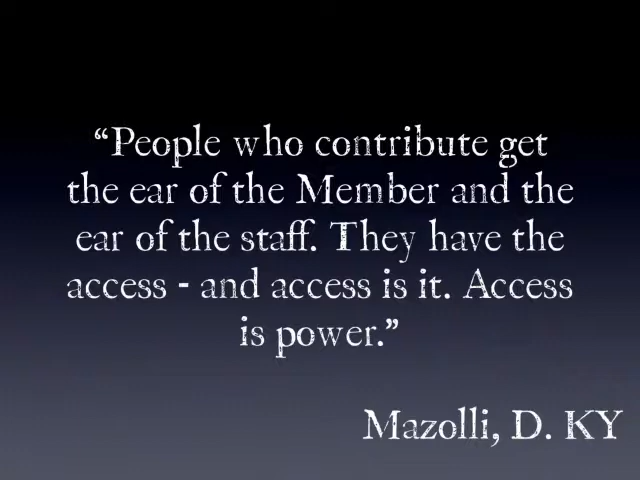 “People who contribute get
the ear of the Member and the
ear of the staff. They have the
access - and access is it. Access
is power.”
Mazolli, D. KY